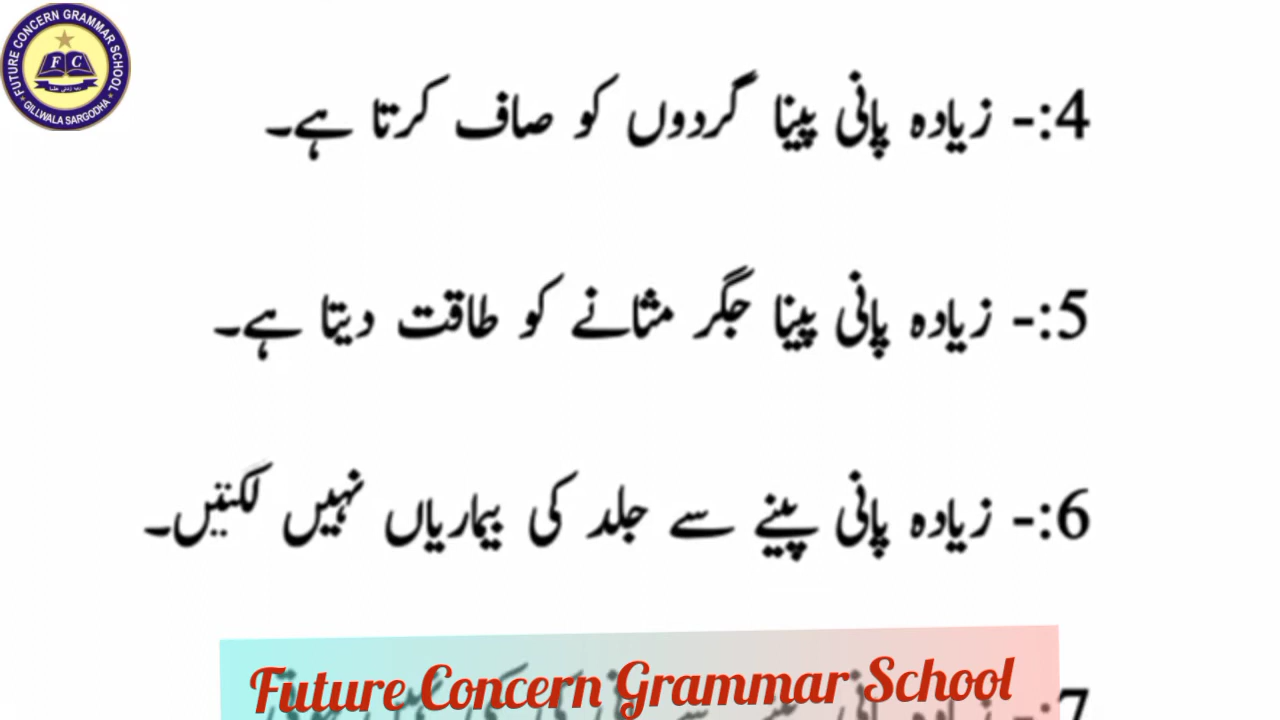 FUTURE CONCERN GRAMMAR SCHOOL
F C
GILLWALA SARGODHA
4:- زیادہ پانی پینا گردوں کو صاف کرتا ہے۔
5:- زیادہ پانی پینا جگر مثانے کو طاقت دیتا ہے۔
6:- زیادہ پانی پینے سے جلد کی بیماریاں نہیں لگتیں۔
7:-
Future Concern Grammar School